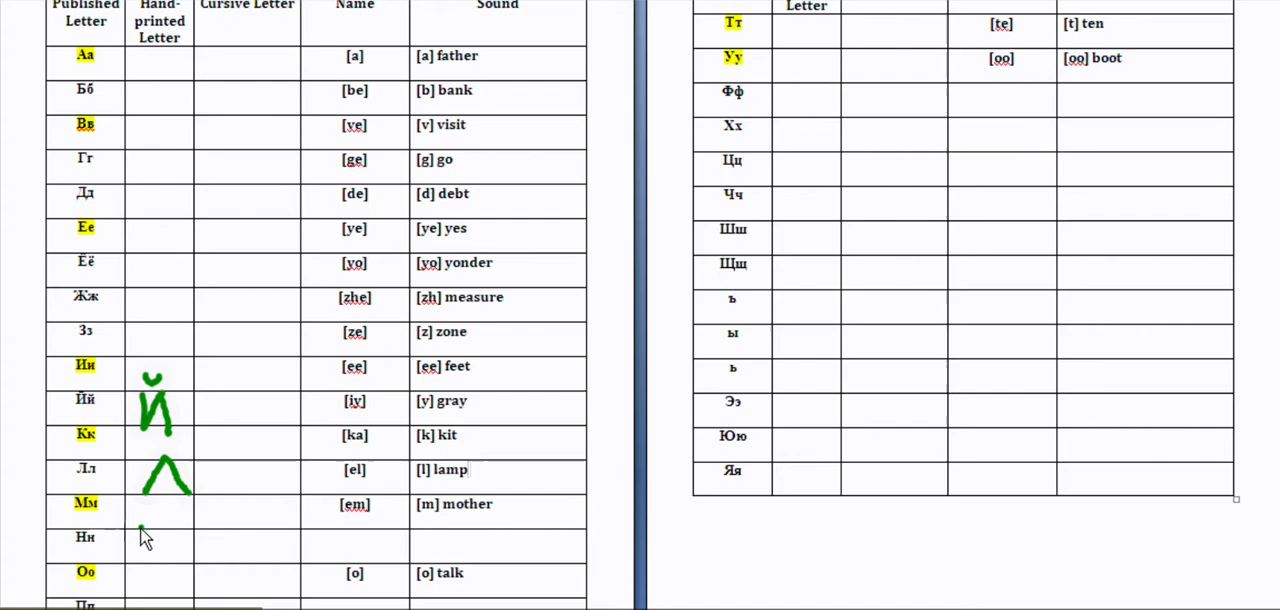 Published Hand- Cursive Letter Name Sound
Letter printed
Letter
Аа [a] [a] father
Бб [be] [b] bank
Вв [ve] [v] visit
Гг [ge] [g] go
Дд [de] [d] debt
Ее [ye] [ye] yes
Ёё [yo] [yo] yonder
Жж [zhe] [zh] measure
Зз [ze] [z] zone
Ии [ee] [ee] feet
Йй й [iy] [y] gray
Кк [ka] [k] kit
Лл Л [el] [l] lamp
Мм [em] [m] mother
Нн
Оо [o] [o] talk
Пп
Letter
Тт [te] [t] ten
Уу [oo] [oo] boot
Фф
Хх
Цц
Чч
Шш
Щщ
ъ
ы
ь
Ээ
Юю
Яя